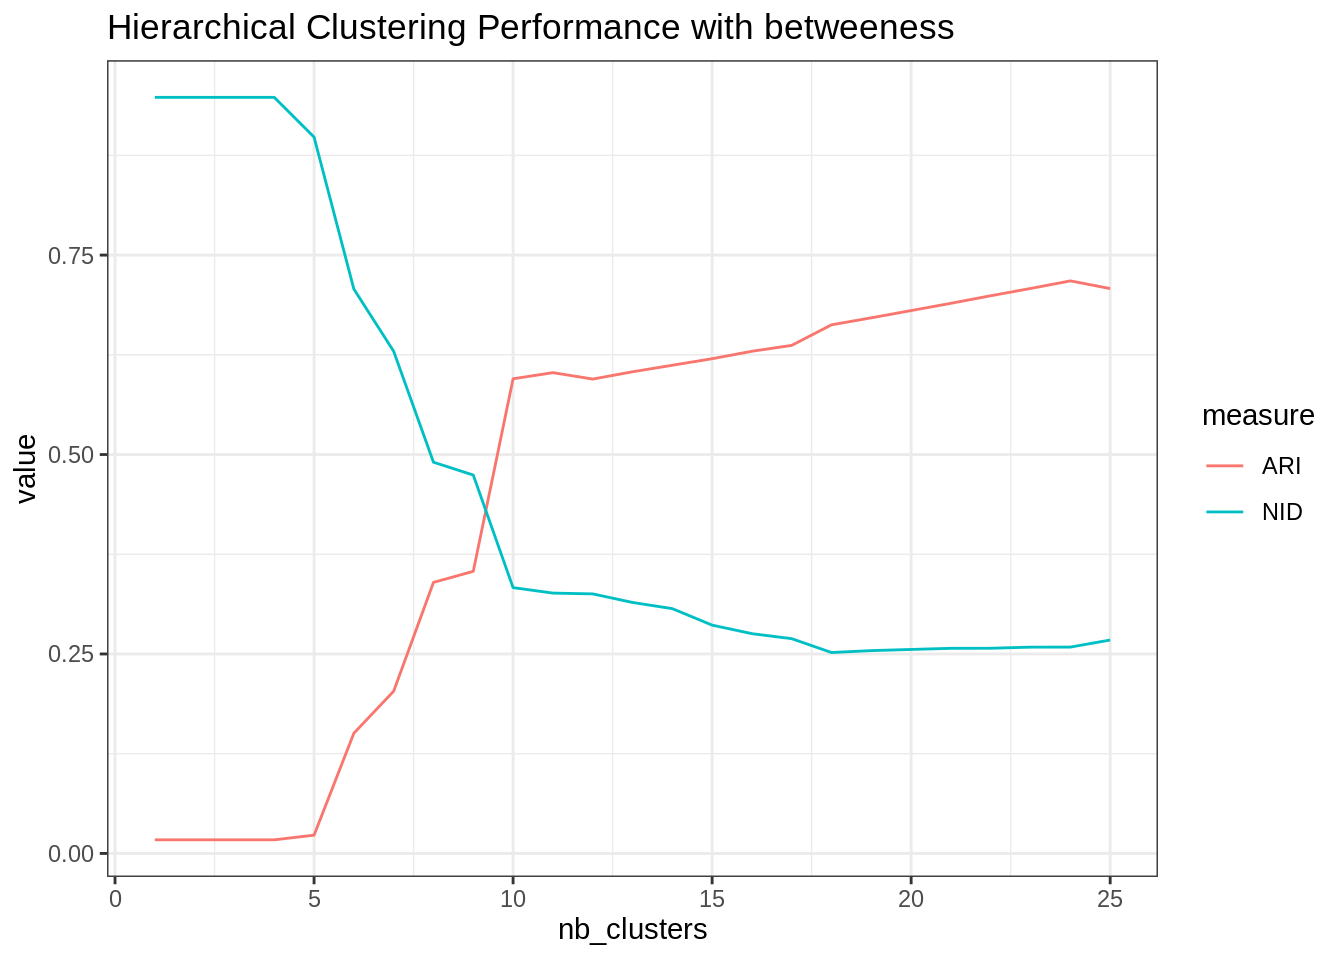 Hierarchical Clustering Performance with betweeness
0.75
0.50
0.25
0.00
value
0 5 10 15 20 25
nb_clusters
measure
ARI
NID